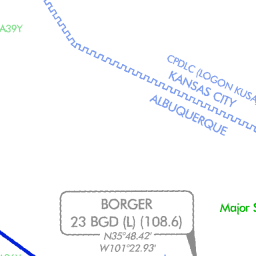 A39Y
CPDLC (LOGON KUSA
KANSAS CITY
ALBUQUERQUE
BORGER
23 BGD (L) (108.6)
N35°48.42'
W101°22.93'
Major S